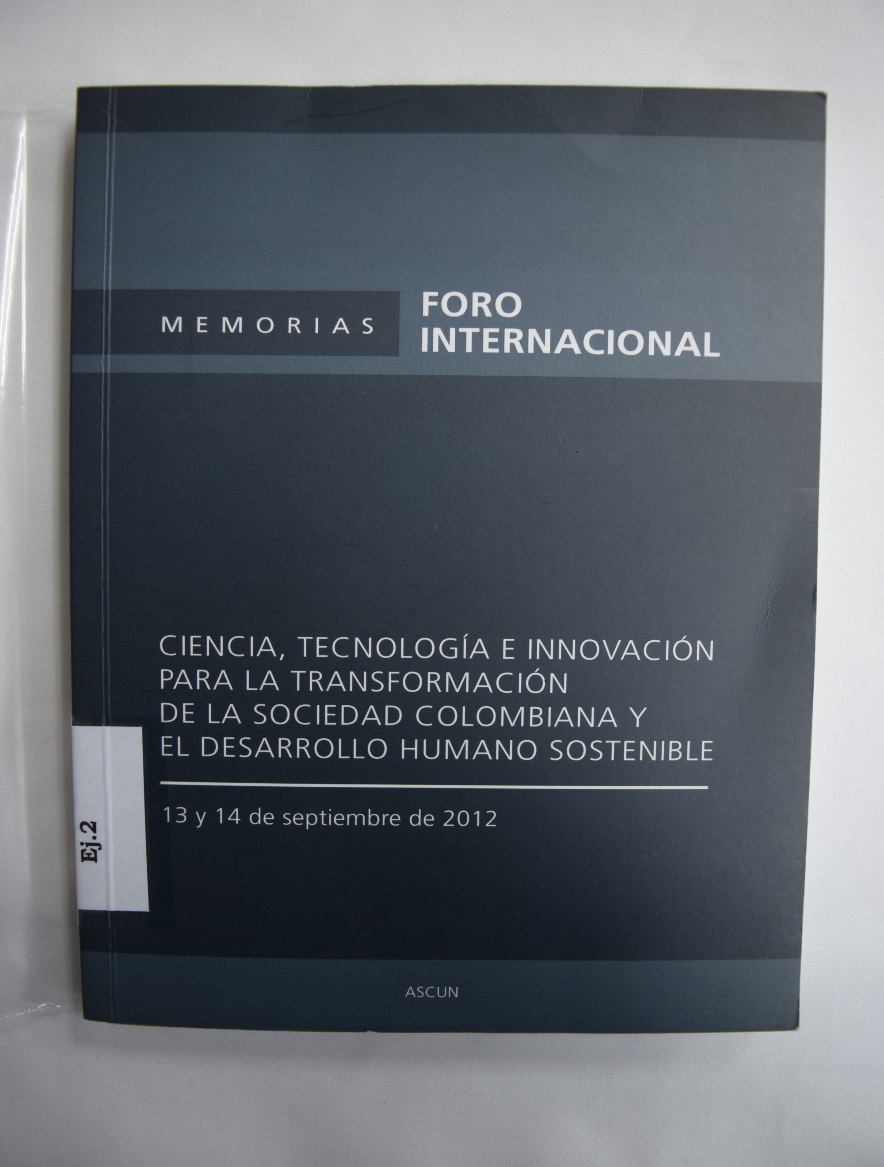 MEMORIAS
FORO
INTERNACIONAL
CIENCIA, TECNOLOGÍA E INNOVACIÓN
PARA LA TRANSFORMACIÓN
DE LA SOCIEDAD COLOMBIANA Y
EL DESARROLLO HUMANO SOSTENIBLE
13 y 14 de septiembre de 2012
Ej.2
ASCUN